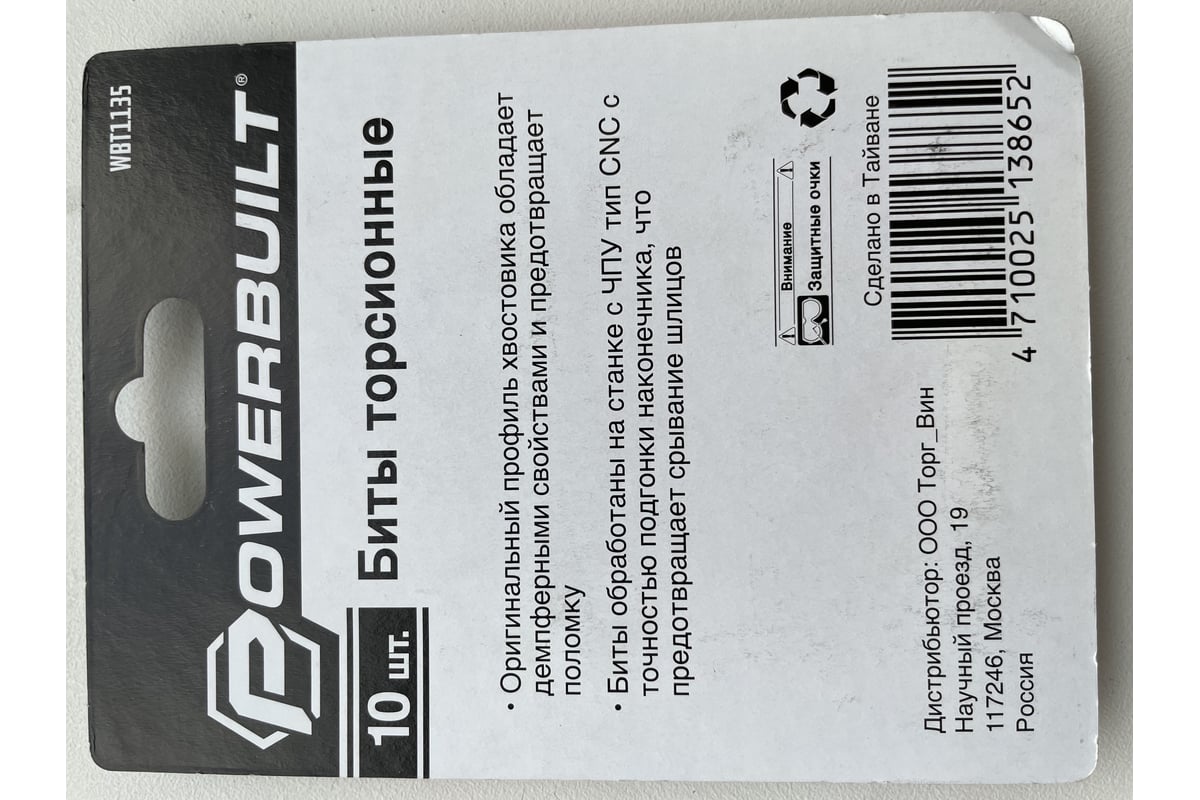 WBT1135
POWERBUILT®
10 шт.
Биты торсионные
• Оригинальный профиль хвостовика обладает
демпферными свойствами и предотвращает
поломку
• Биты обработаны на станке с ЧПУ тип CNC с
точностью подгонки наконечника, что
предотвращает срывание шлицов
Внимание
Защитные очки
Сделано в Тайване
4 710025 138652
Дистрибьютор: ООО Торг_Вин
Научный проезд, 19
117246, Москва
Россия